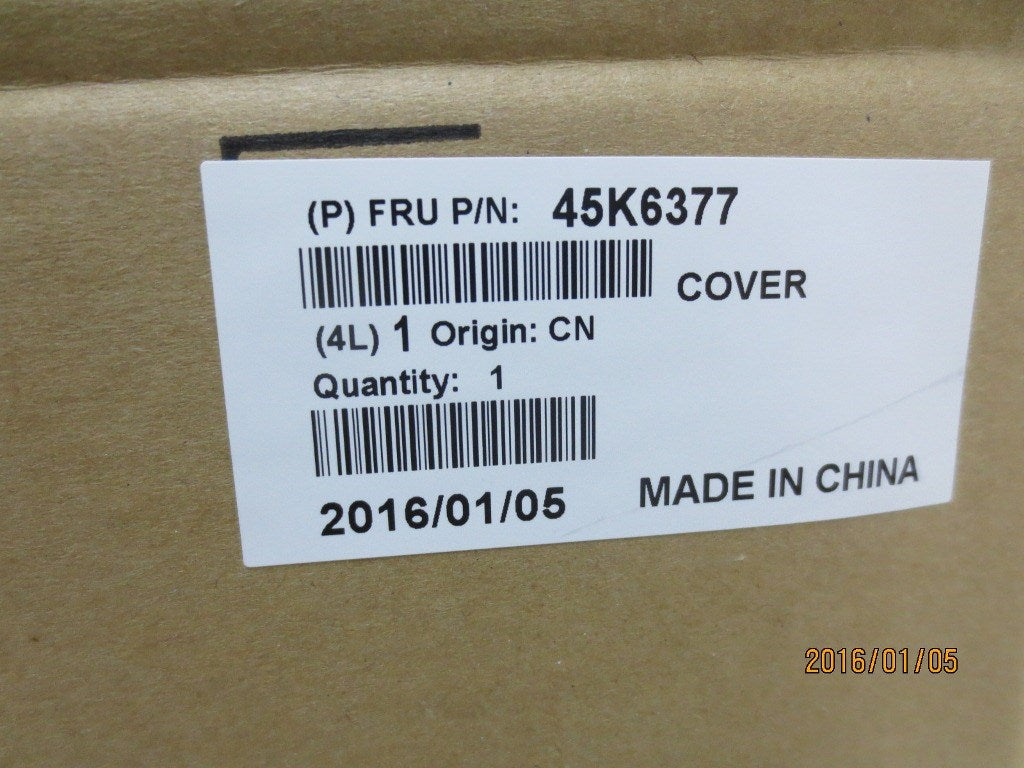 (P) FRU P/N: 45K6377
COVER
(4L) 1 Origin: CN
Quantity: 1
2016/01/05
MADE IN CHINA
2016/01/05